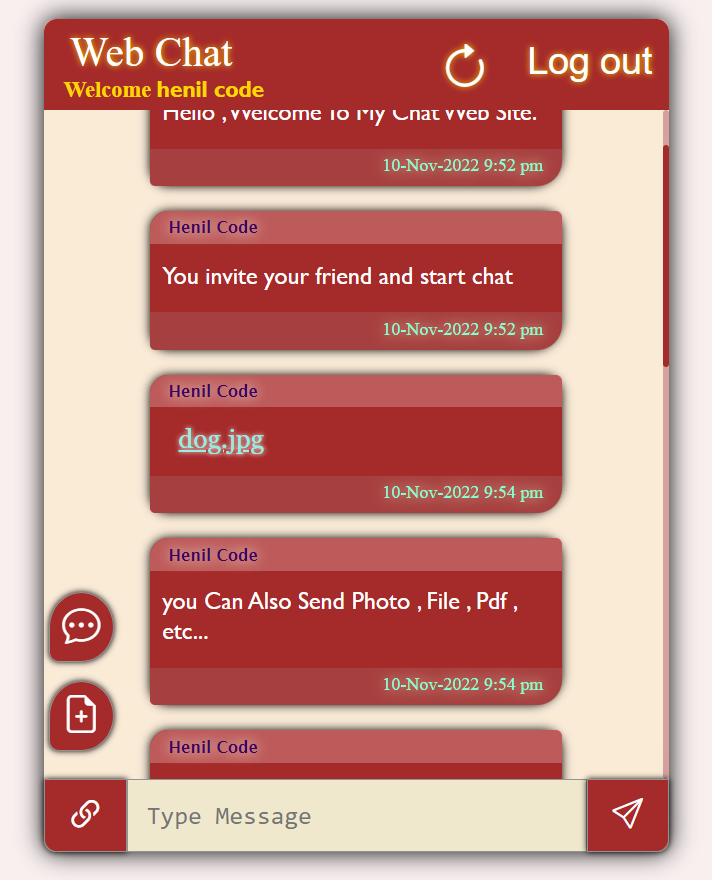 Web Chat
Log out
Welcome henil code
Hello , Welcome To My Chat Web Site.
10-Nov-2022 9:52 pm
Henil Code
You invite your friend and start chat
10-Nov-2022 9:52 pm
Henil Code
dog.jpg
10-Nov-2022 9:54 pm
Henil Code
you Can Also Send Photo , File , Pdf ,
etc...
10-Nov-2022 9:54 pm
Henil Code
Type Message